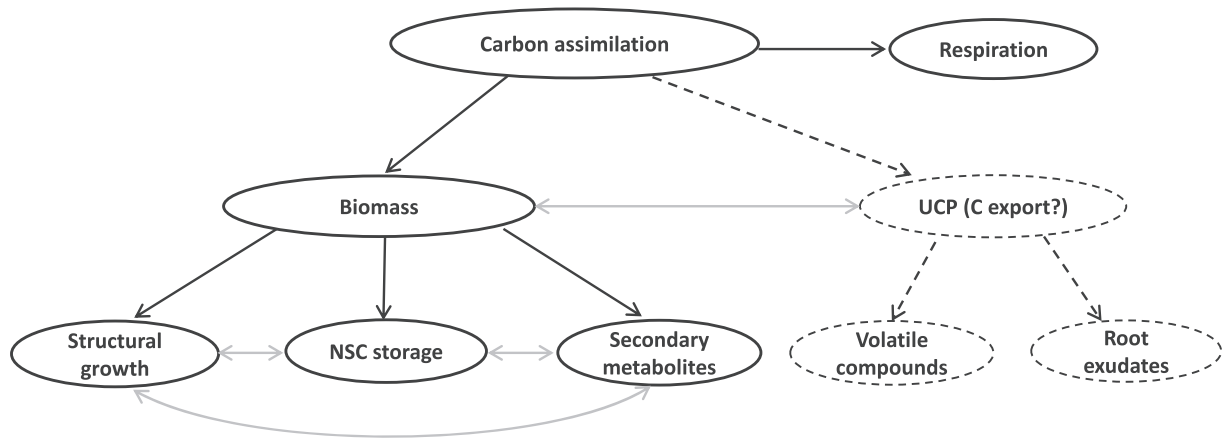 Carbon assimilation
Respiration
Biomass
UCP (C export?)
Structural
growth
NSC storage
Secondary
metabolites
Volatile
compounds
Root
exudates